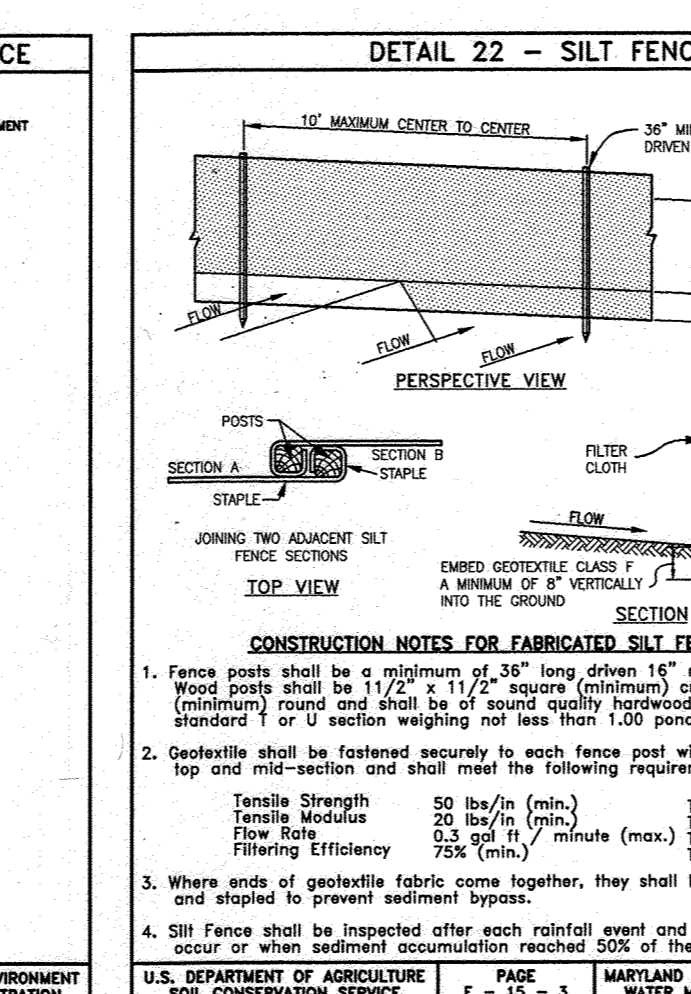 CE
DETAIL 22 – SILT FENC
MENT
10' MAXIMUM CENTER TO CENTER
36" MI
DRIVEN
FLOW
FLOW
FLOW
PERSPECTIVE VIEW
POSTS
SECTION B
SECTION A
STAPLE
STAPLE
FILTER
CLOTH
JOINING TWO ADJACENT SILT
FENCE SECTIONS
TOP VIEW
FLOW
EMBED GEOTEXTILE CLASS F
A MINIMUM OF 8" VERTICALLY
INTO THE GROUND
SECTION
CONSTRUCTION NOTES FOR FABRICATED SILT FE
1. Fence posts shall be a minimum of 36" long driven 16"
Wood posts shall be 11/2" x 11/2" square (minimum) c
(minimum) round and shall be of sound quality hardwood
standard T or U section weighing not less than 1.00 pond
2. Geotextile shall be fastened securely to each fence post wi
top and mid-section and shall meet the following requirer
Tensile Strength 50 lbs/in (min.)
Tensile Modulus 20 lbs/in (min.)
Flow Rate 0.3 gal ft / minute (max.)
Filtering Efficiency 75% (min.)
3. Where ends of geotextile fabric come together, they shall
and stapled to prevent sediment bypass.
4. Silt Fence shall be inspected after each rainfall event and
occur or when sediment accumulation reached 50% of the
VIRONMENT
TRATION
U.S. DEPARTMENT OF AGRICULTURE
SOIL CONSERVATION SERVICE
PAGE
E – 15 – 3
MARYLAND
WATER M